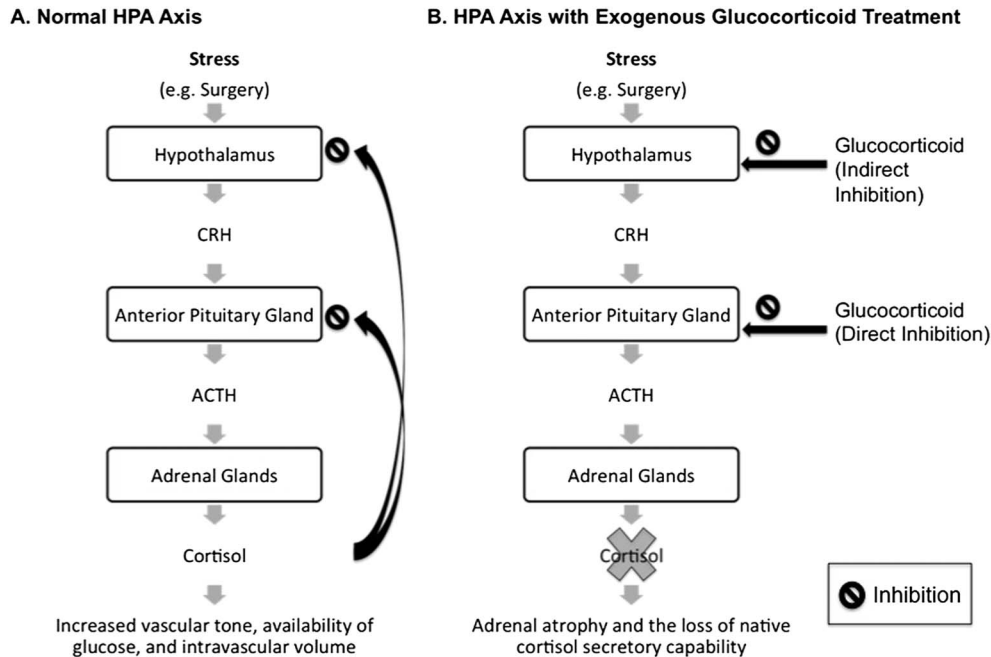 A. Normal HPA Axis
Stress
(e.g. Surgery)
Hypothalamus
CRH
Anterior Pituitary Gland
ACTH
Adrenal Glands
Cortisol
Increased vascular tone, availability of
glucose, and intravascular volume
B. HPA Axis with Exogenous Glucocorticoid Treatment
Stress
(e.g. Surgery)
Hypothalamus
Glucocorticoid
(Indirect
Inhibition)
CRH
Anterior Pituitary Gland
Glucocorticoid
(Direct Inhibition)
ACTH
Adrenal Glands
Cortisol
Adrenal atrophy and the loss of native
cortisol secretory capability
Inhibition